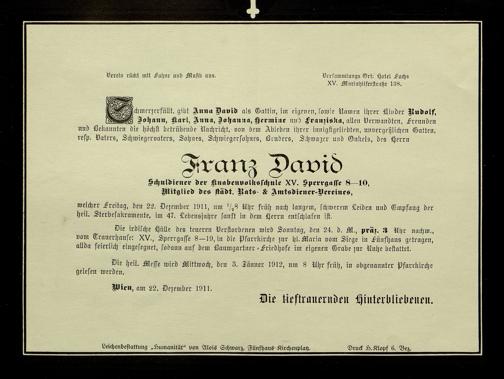 Verein rückt mit Fahne und Musik aus.
Versammlungs Ort: Hotel Fuchs
XV. Mariahilferstraße 138.
Schmerzerfüllt, gibt Anna David als Gattin, im eigenen, sowie Namen ihrer Kinder Rudolf,
Johann, Karl, Anna, Johanna, Hermine und Franziska, allen Verwandten, Freunden
und Bekannten die höchst betrübende Nachricht, von dem Ableben ihres innigstgeliebten, unvergeßlichen Gatten,
resp. Vaters, Schwiegervaters, Sohnes, Schwiegersohnes, Bruders, Schwager und Onkels, des Herrn
Franz David
Schuldiener der Knabenvolksschule XV. Sperrgasse 8—10,
Mitglied des städt. Rats- & Amtsdiener-Vereines,
welcher Freitag, den 22. Dezember 1911, um ½8 Uhr früh nach langem, schwerem Leiden und Empfang der
heil. Sterbesakramente, im 47. Lebensjahre sanft in dem Herrn entschlafen ist.
Die irdische Hülle des teueren Verstorbenen wird Sonntag, den 24. d. M., präz. 3 Uhr nachm.,
vom Trauerhause: XV., Sperrgasse 8—10, in die Pfarrkirche zur hl. Maria vom Siege in Fünfhaus getragen,
allda feierlich eingesegnet, sodann auf dem Baumgartner-Friedhofe im eigenen Grabe zur Ruhe bestattet.
Die heil. Messe wird Mittwoch, den 3. Jänner 1912, um 8 Uhr früh, in obgenannter Pfarrkirche
gelesen werden.
Wien, am 22. Dezember 1911.
Die tieftrauernden Hinterbliebenen.
Leichenbestattung „Humanität“ von Alois Schwarz, Fünfhaus Kirchenplatz.
Druck H. Klopf 6. Bez.